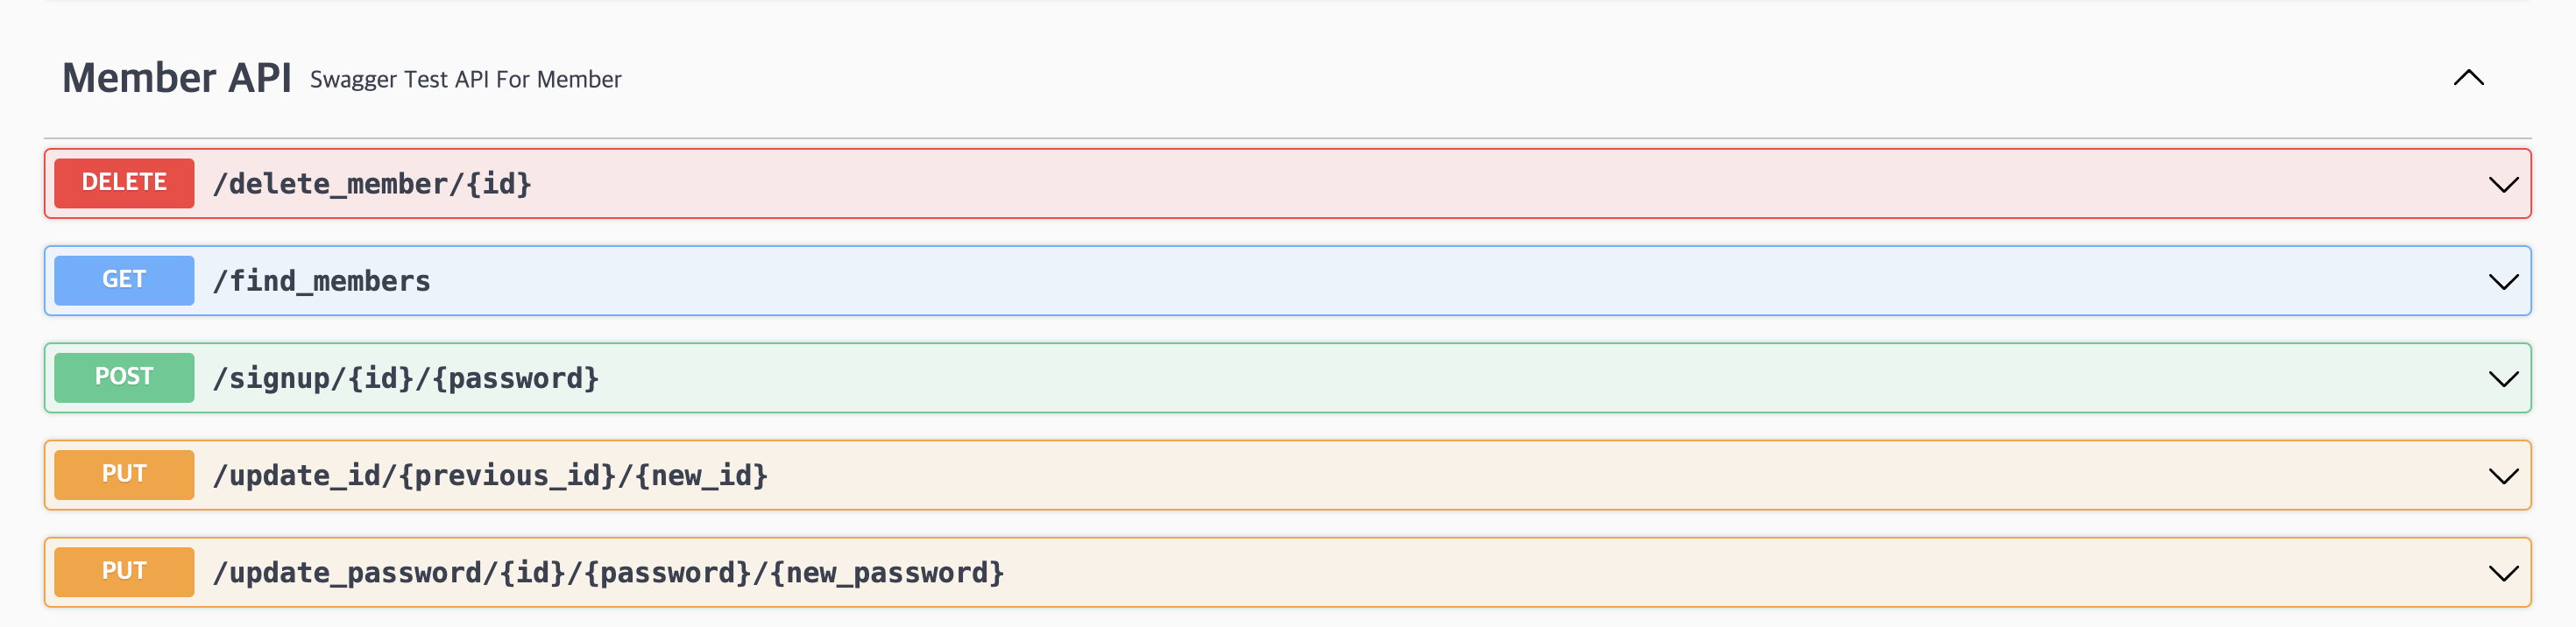 Member API Swagger Test API For Member
DELETE /delete_member/{id}
GET /find_members
POST /signup/{id}/{password}
PUT /update_id/{previous_id}/{new_id}
PUT /update_password/{id}/{password}/{new_password}